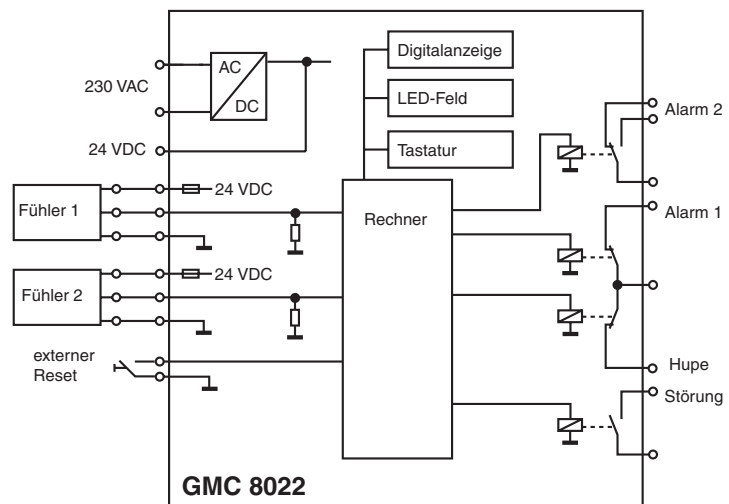 AC
DC
230 VAC
24 VDC
Digitalanzeige
LED-Feld
Tastatur
Fühler 1
24 VDC
Rechner
Fühler 2
24 VDC
externer
Reset
Alarm 2
Alarm 1
Hupe
Störung
GMC 8022